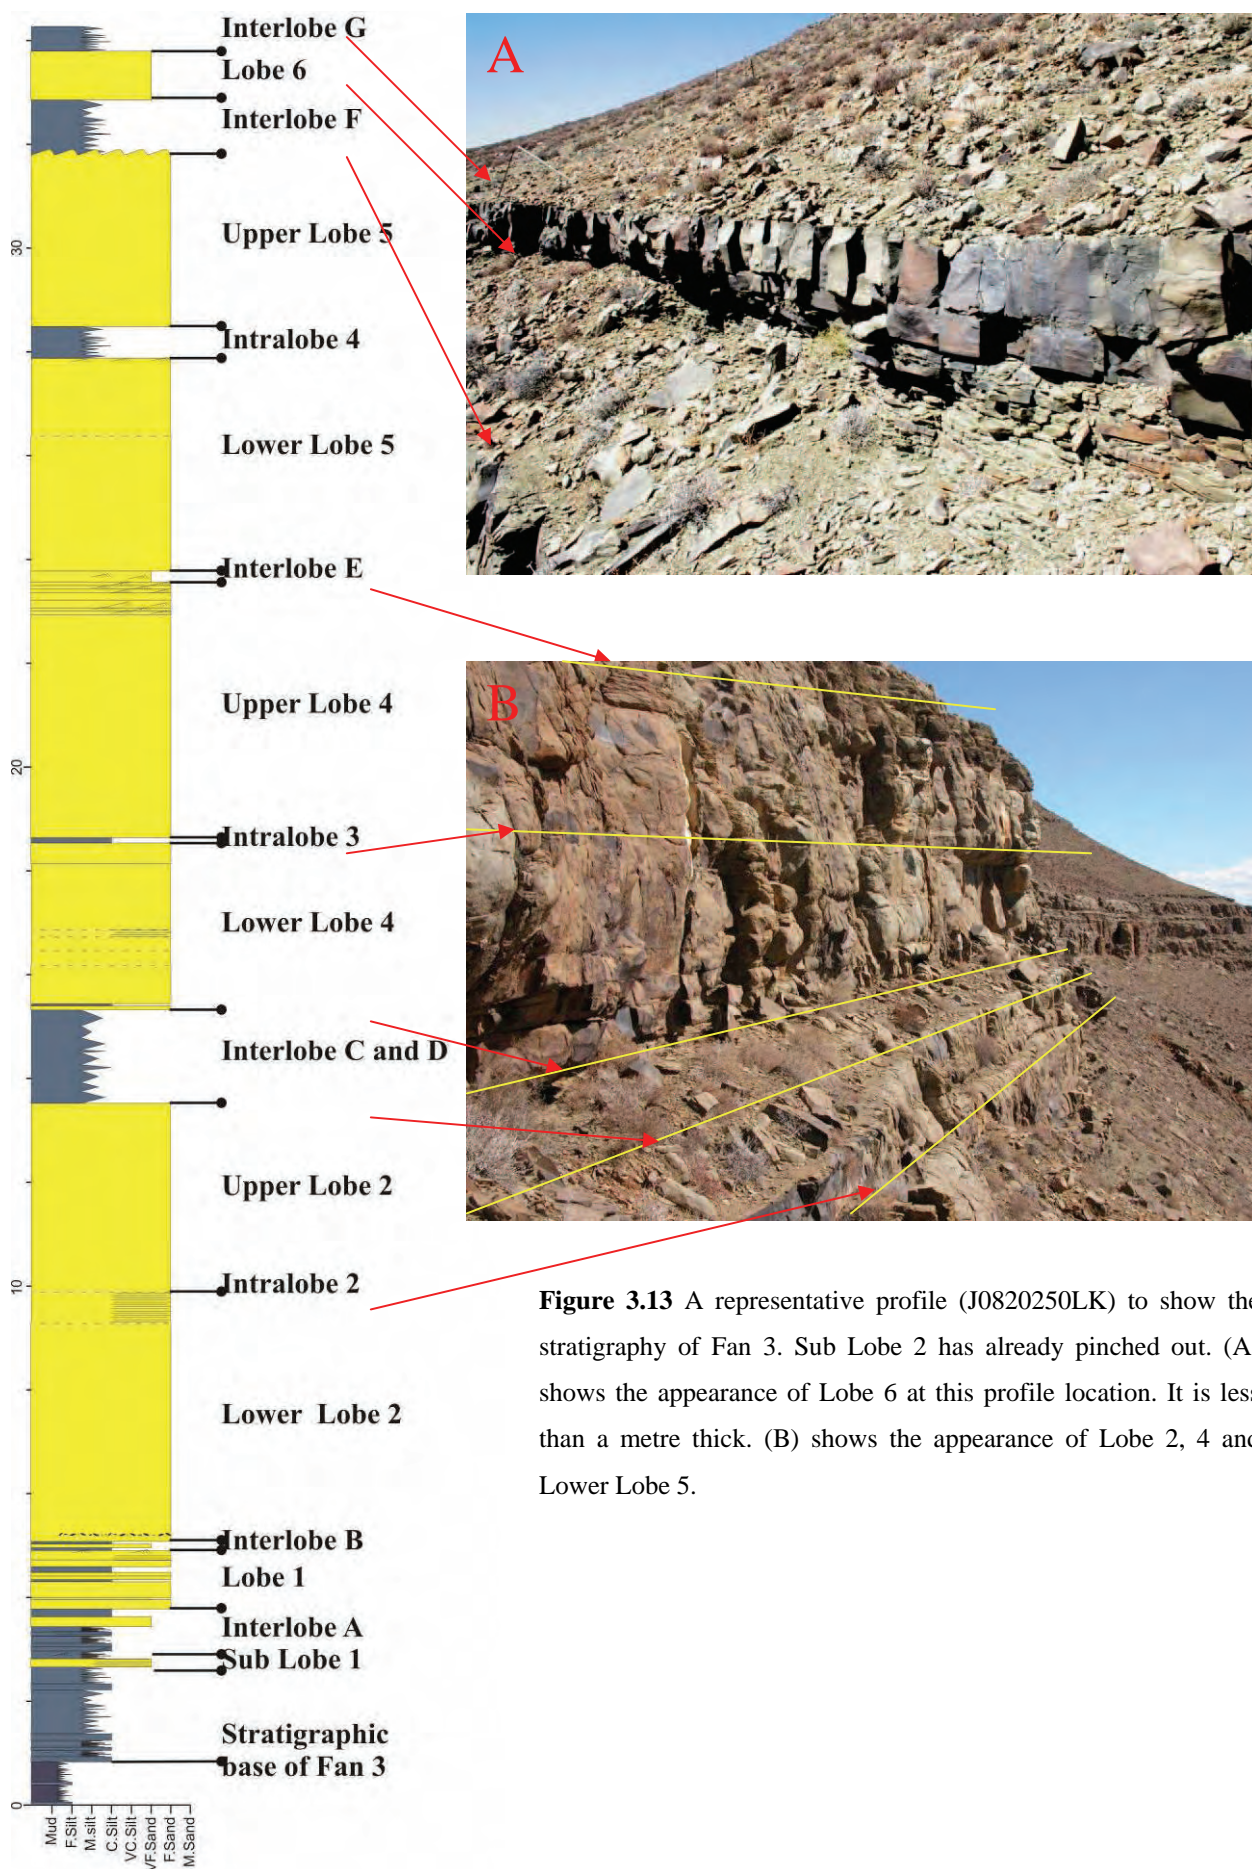 Interlobe G
Lobe 6
Interlobe F
Upper Lobe 5
30
Intralobe 4
Lower Lobe 5
Interlobe E
Upper Lobe 4
20
Intralobe 3
Lower Lobe 4
Interlobe C and D
Upper Lobe 2
Intralobe 2
10
Lower Lobe 2
Interlobe B
Lobe 1
Interlobe A
Sub Lobe 1
Stratigraphic
base of Fan 3
0
Mud
F.Silt
M.silt
C.Silt
VC.Silt
VF.Sand
F.Sand
M.Sand
A
B
Figure 3.13 A representative profile (J0820250LK) to show the
stratigraphy of Fan 3. Sub Lobe 2 has already pinched out. (A
shows the appearance of Lobe 6 at this profile location. It is less
than a metre thick. (B) shows the appearance of Lobe 2, 4 and
Lower Lobe 5.